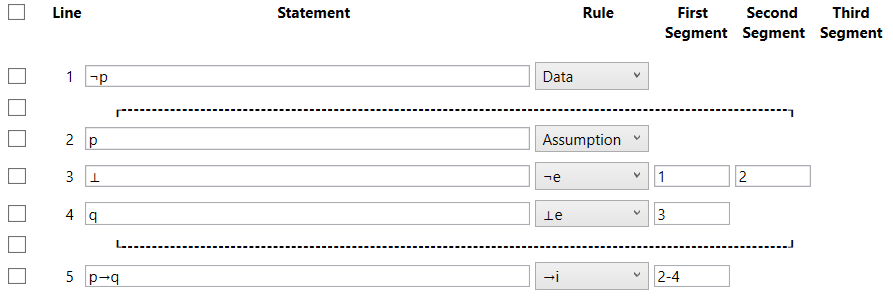 Line Statement Rule First Segment Second Segment Third Segment
1 ¬p Data
2 p Assumption
3 ⊥ ¬e 1 2
4 q ⊥e 3
5 p→q →i 2-4